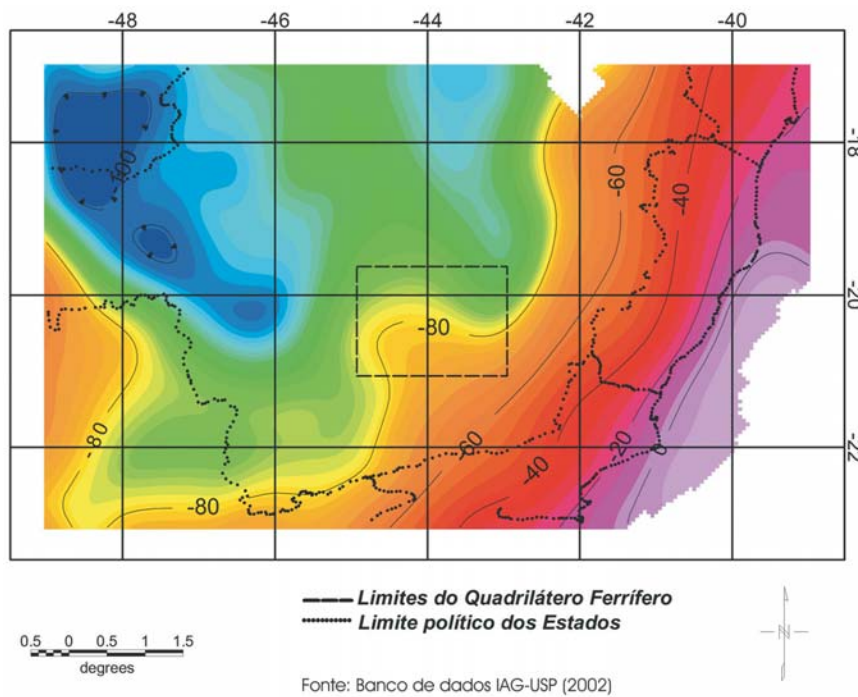 -48 -46 -44 -42 -40
-18
-100
-60
-40
-20
-80
-80
-60
-20
0
-22
-40
-80
Limites do Quadrilátero Ferrífero
Limite político dos Estados
0.5 0 0.5 1 1.5
degrees
N
Fonte: Banco de dados IAG-USP (2002)